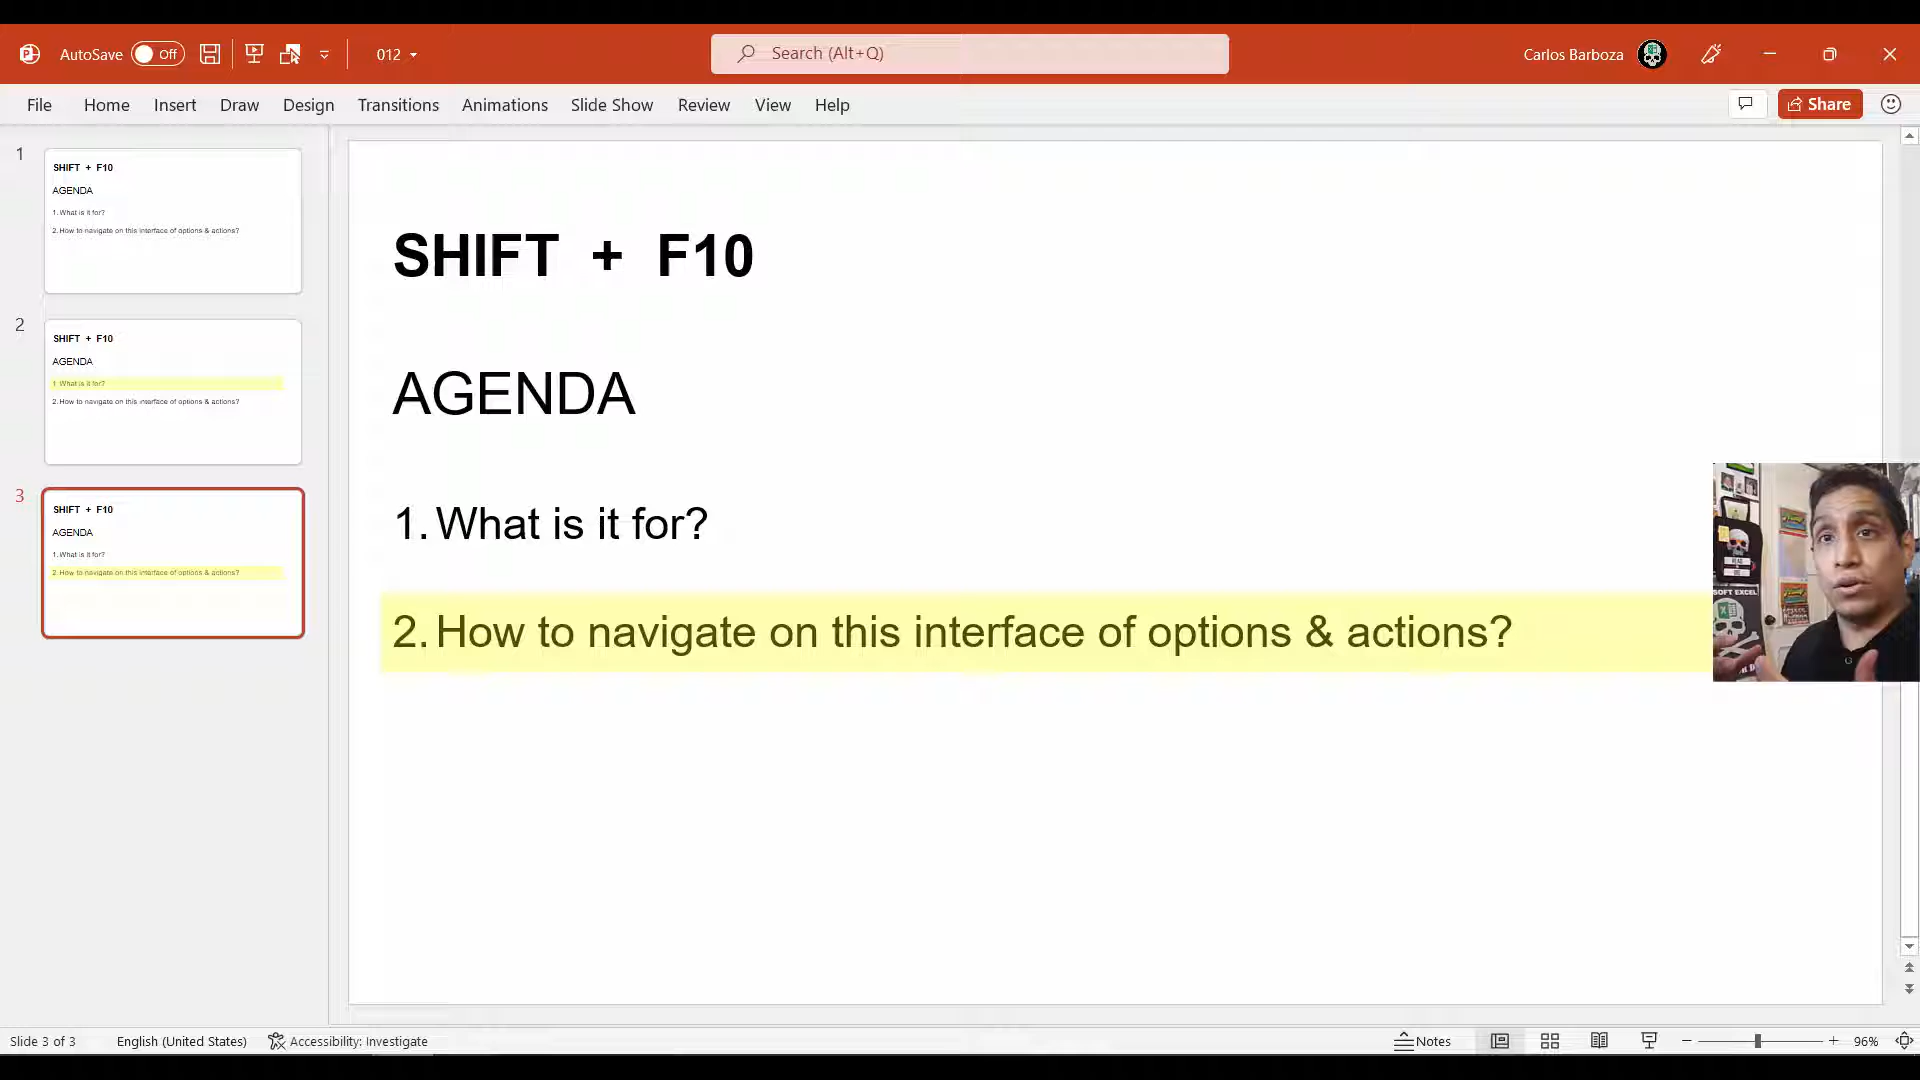 AutoSave Off 012 Search (Alt+Q) Carlos Barboza
File Home Insert Draw Design Transitions Animations Slide Show Review View Help Share
1
SHIFT + F10
AGENDA
1. What is it for?
2. How to navigate on this interface of options & actions?
2
SHIFT + F10
AGENDA
1. What is it for?
2. How to navigate on this interface of options & actions?
3
SHIFT + F10
AGENDA
1. What is it for?
2. How to navigate on this interface of options & actions?
SHIFT + F10
AGENDA
1. What is it for?
2. How to navigate on this interface of options & actions?
SOFT EXCEL
Slide 3 of 3 English (United States) Accessibility: Investigate Notes 96%